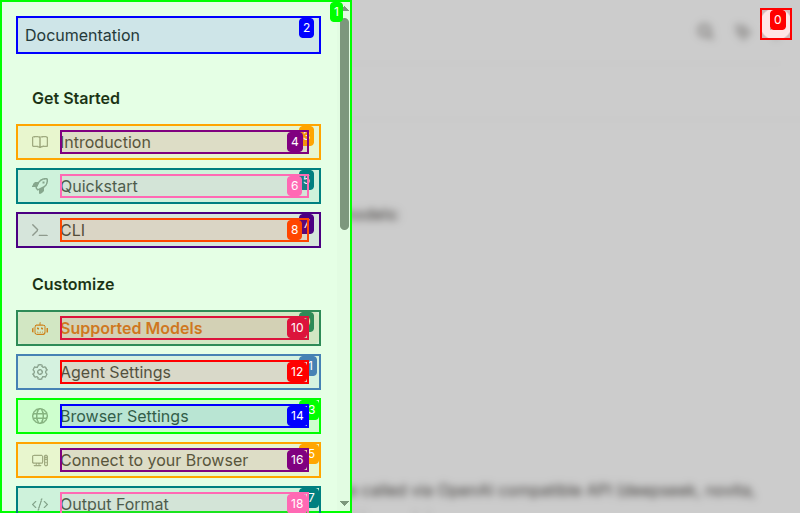 0
1
2
Documentation
Get Started
Introduction
4
Quickstart
6
CLI
8
Customize
Supported Models
10
Agent Settings
12
Browser Settings
14
Connect to your Browser
16
Output Format
18